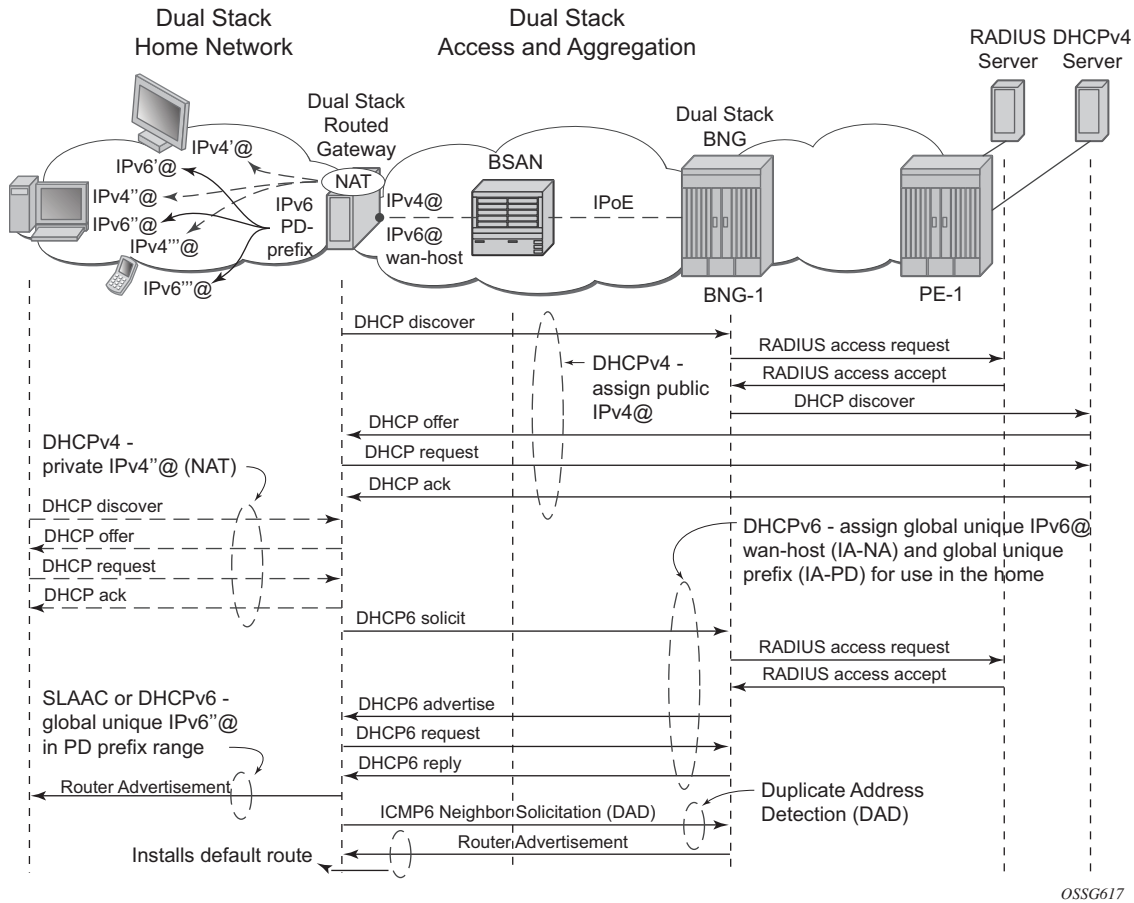 Dual Stack
Home Network
Dual Stack
Access and Aggregation
RADIUS
Server
DHCPv4
Server
Dual Stack
Routed
Gateway
Dual Stack
BNG
IPv4'@
IPv6'@
IPv4''@
IPv6''@
IPv4'''@
IPv6'''@
IPv6
PD-
prefix
NAT
IPv4@
IPv6@
wan-host
BSAN
IPoE
BNG-1
PE-1
DHCP discover
RADIUS access request
RADIUS access accept
DHCPv4 -
assign public
IPv4@
DHCP discover
DHCP offer
DHCP request
DHCP ack
DHCPv4 -
private IPv4''@ (NAT)
DHCP discover
DHCP offer
DHCP request
DHCP ack
DHCPv6 - assign global unique IPv6@
wan-host (IA-NA) and global unique
prefix (IA-PD) for use in the home
DHCP6 solicit
RADIUS access request
RADIUS access accept
SLAAC or DHCPv6 -
global unique IPv6''@
in PD prefix range
DHCP6 advertise
DHCP6 request
DHCP6 reply
Router Advertisement
ICMP6 Neighbor Solicitation (DAD)
Duplicate Address
Detection (DAD)
Router Advertisement
Installs default route
OSSG617